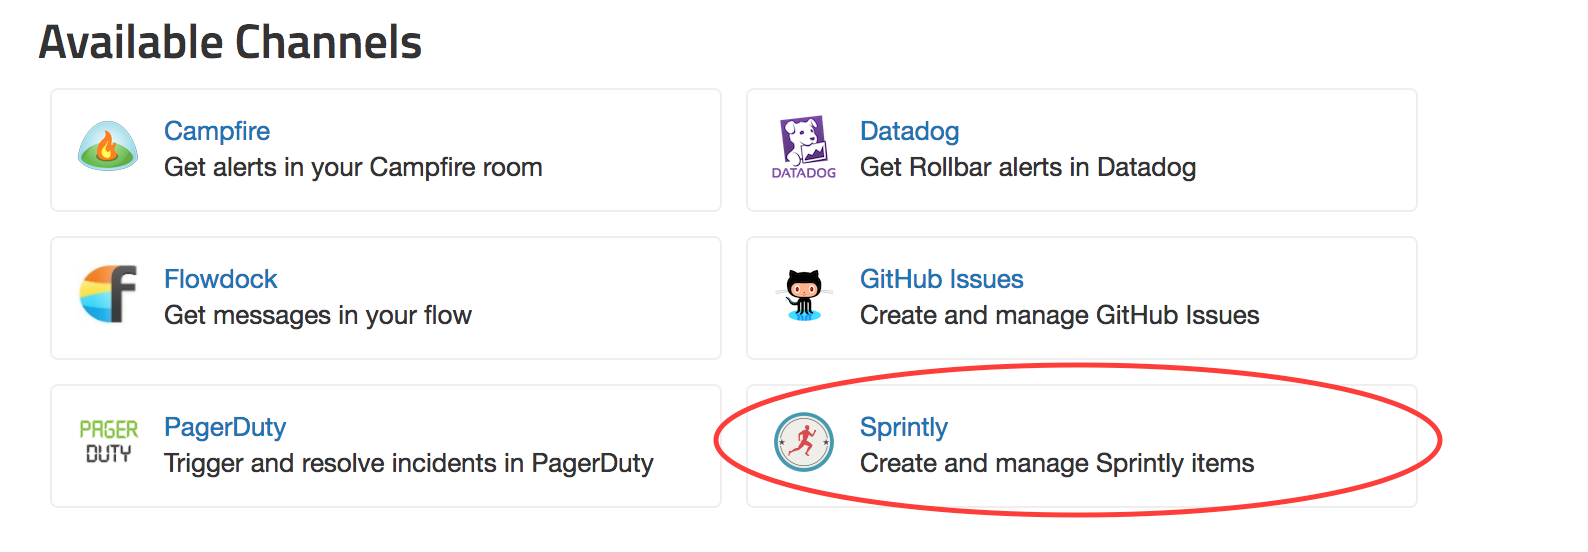 Available Channels
Campfire
Get alerts in your Campfire room
DATADOG
Datadog
Get Rollbar alerts in Datadog
f
Flowdock
Get messages in your flow
GitHub Issues
Create and manage GitHub Issues
PAGER
DUTY
PagerDuty
Trigger and resolve incidents in PagerDuty
Sprintly
Create and manage Sprintly items